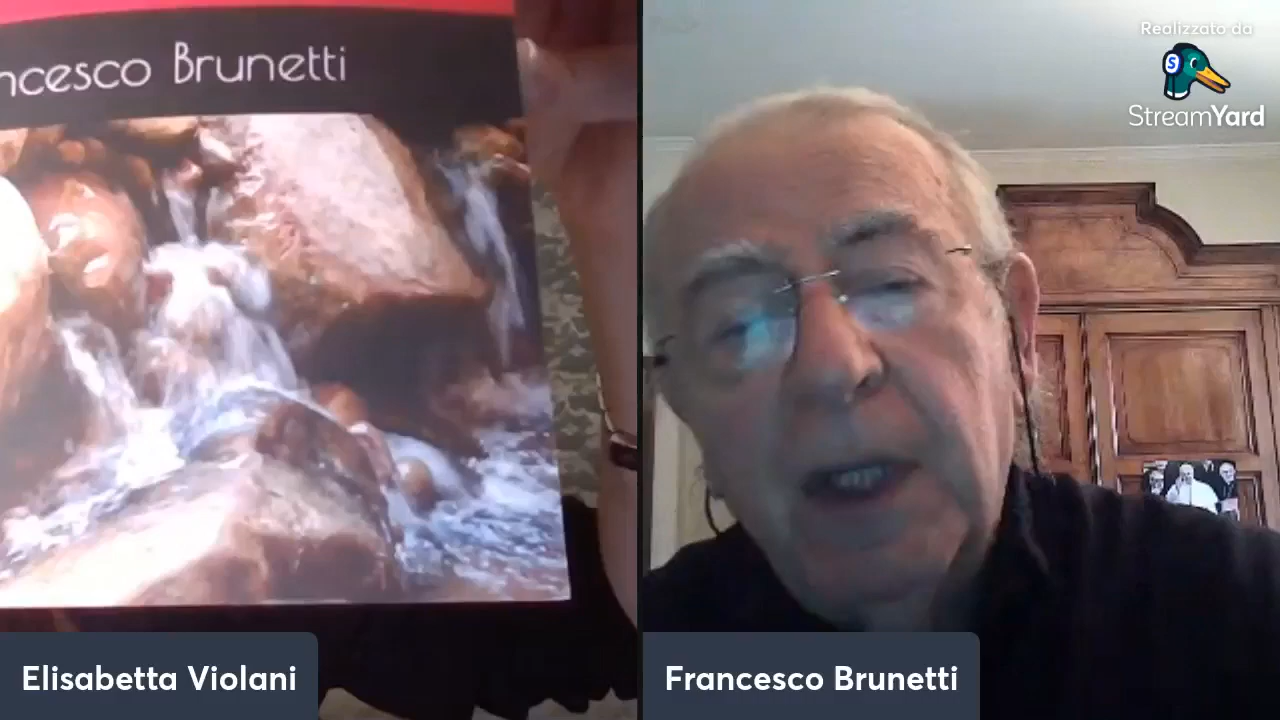 ncesco Brunetti
Realizzato da
S
StreamYard
Elisabetta Violani
Francesco Brunetti